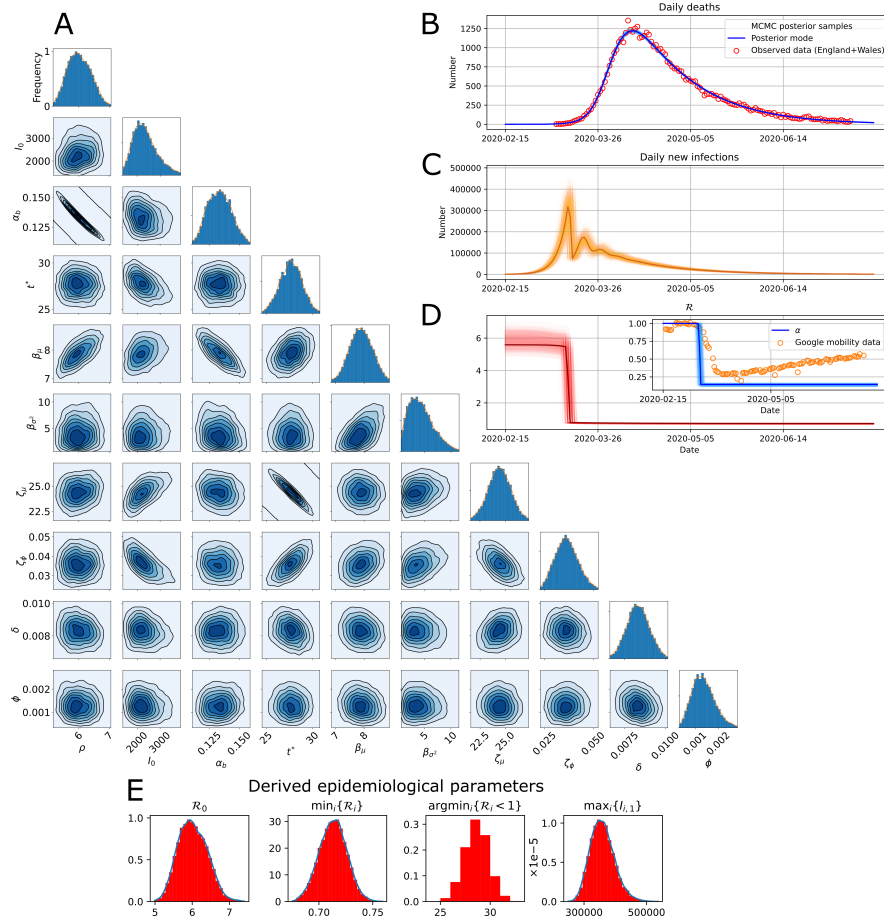 A
1
Frequency
0
3000
2000
I₀
0.150
0.125
α_b
30
25
t*
8
7
β_μ
10
5
β_σ²
25.0
22.5
ζ_μ
0.05
0.03
ζ_ϕ
0.010
0.008
δ
0.002
0.001
ϕ
6 7
ρ
2000 3000
I₀
0.125 0.150
α_b
25 30
t*
7 8
β_μ
5 10
β_σ²
22.5 25.0
ζ_μ
0.025 0.050
ζ_ϕ
0.0075 0.0100
δ
0.001 0.002
ϕ
B
Daily deaths
1250
1000
750
500
250
0
Number
MCMC posterior samples
Posterior mode
Observed data (England+Wales)
2020-02-15 2020-03-26 2020-05-05 2020-06-14
C
Daily new infections
500000
400000
300000
200000
100000
0
Number
2020-02-15 2020-03-26 2020-05-05 2020-06-14
D
ℛ
6
4
2
1.00
0.75
0.50
0.25
α
Google mobility data
2020-02-15 2020-05-05
Date
2020-02-15 2020-03-26 2020-05-05 2020-06-14
Date
E
Derived epidemiological parameters
ℛ₀
1.0
0.5
0.0
5 6 7
min_i{ℛ_i}
30
20
10
0
0.70 0.75
argmin_i{ℛ_i < 1}
0.3
0.2
0.1
0.0
25 30
max_i{I_{i,1}}
×1e−5
1.0
0.5
0.0
300000 500000